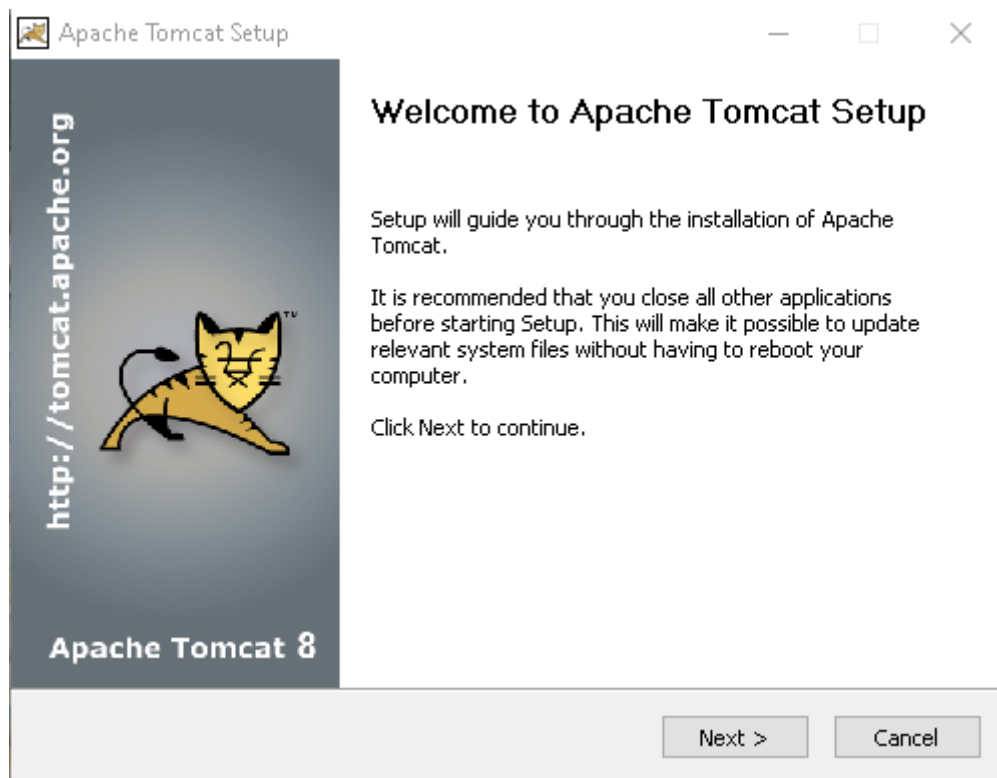 Apache Tomcat Setup
http://tomcat.apache.org
Apache Tomcat 8
Welcome to Apache Tomcat Setup
Setup will guide you through the installation of Apache
Tomcat.
It is recommended that you close all other applications
before starting Setup. This will make it possible to update
relevant system files without having to reboot your
computer.
Click Next to continue.
Next >
Cancel